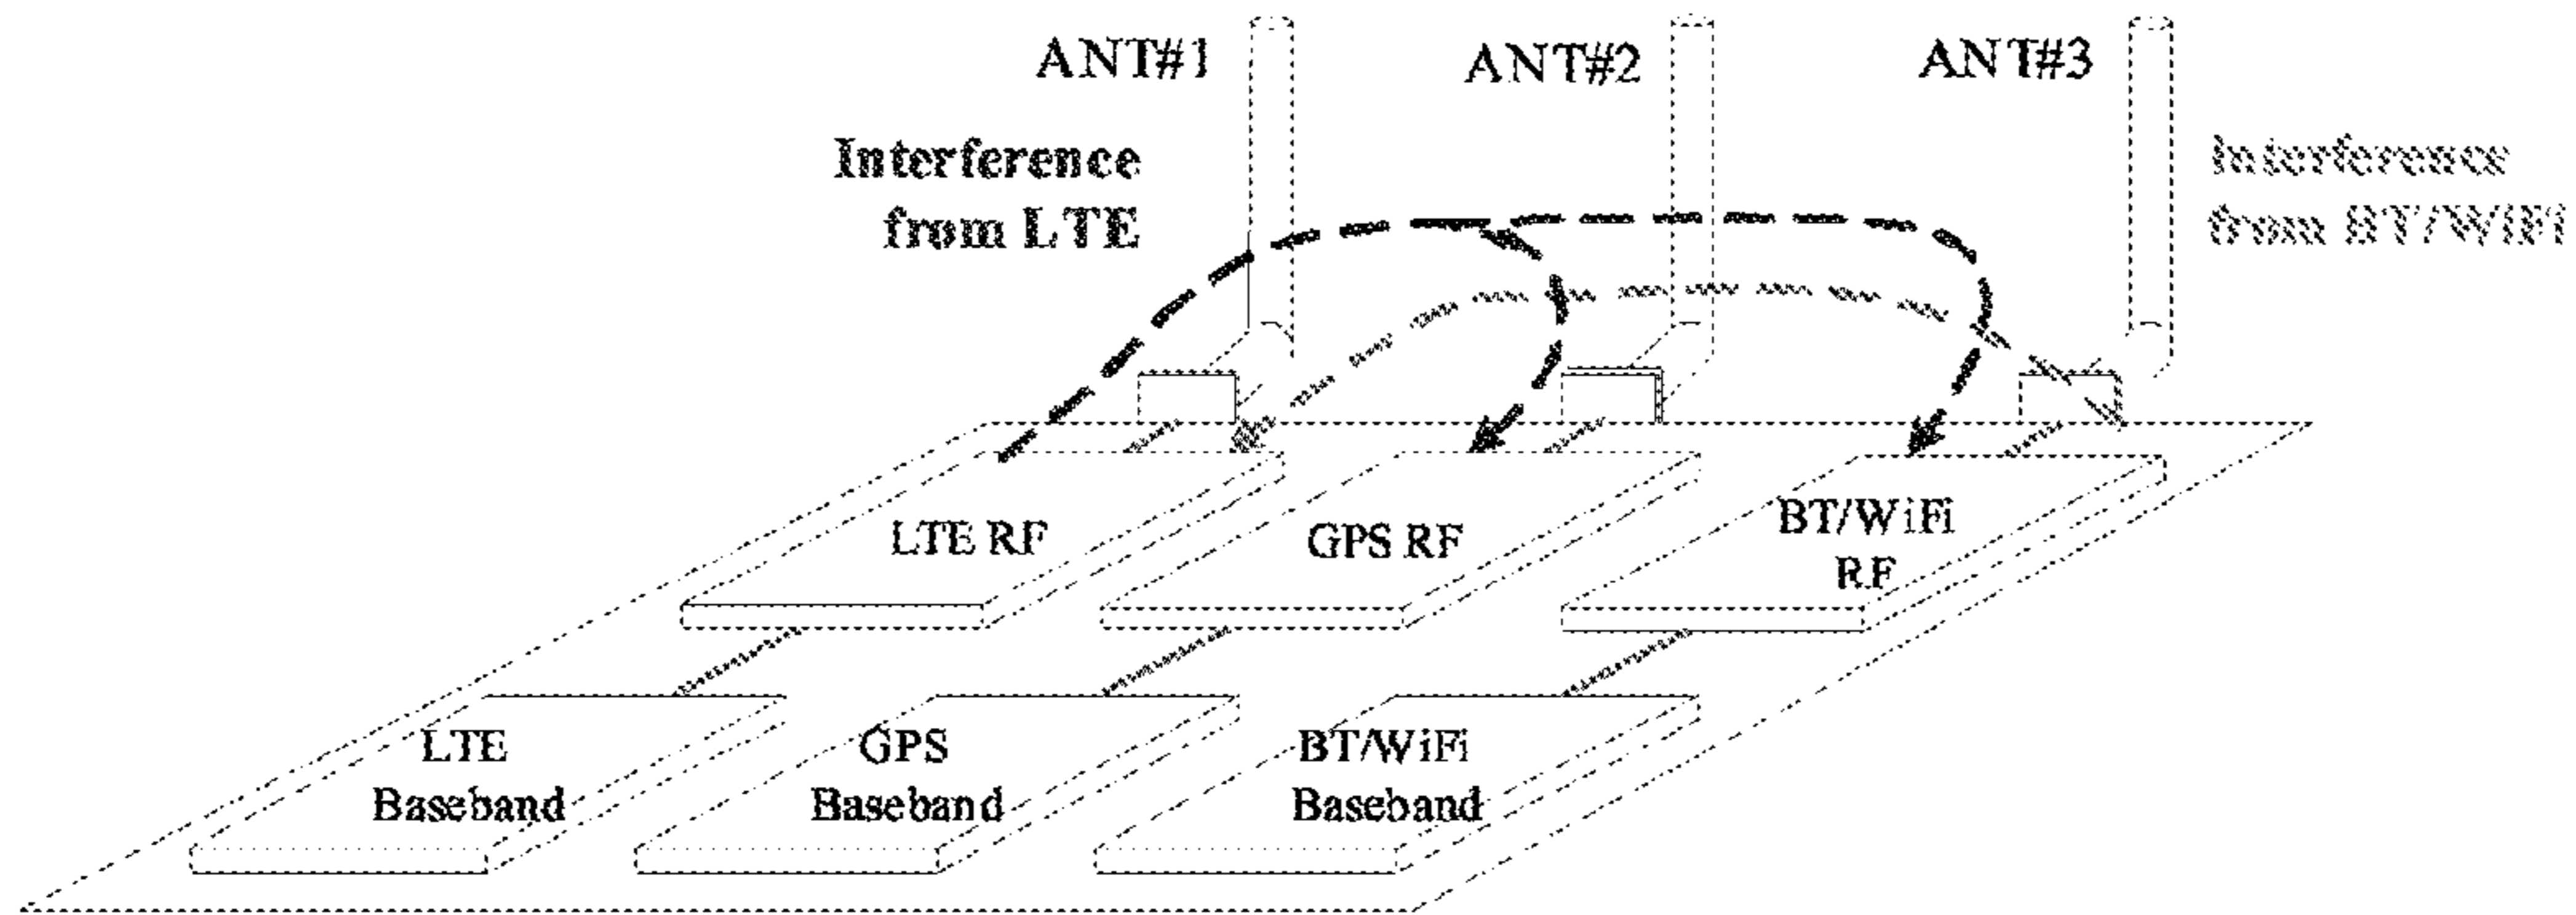 ANT#1
ANT#2
ANT#3
Interference
from LTE
Interference
from BT/WiFi
LTE RF
GPS RF
BT/WiFi
RF
LTE
Baseband
GPS
Baseband
BT/WiFi
Baseband